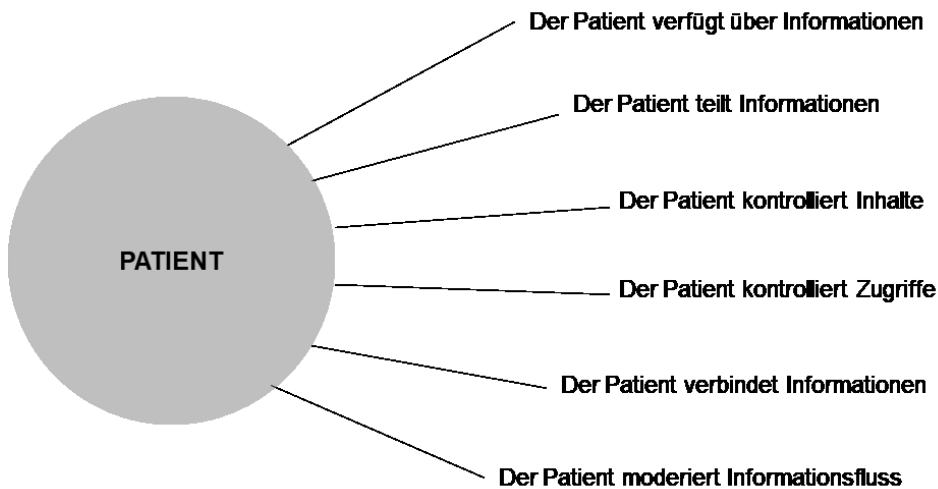 Der Patient verfügt über Informationen
Der Patient teilt Informationen
Der Patient kontrolliert Inhalte
PATIENT
Der Patient kontrolliert Zugriffe
Der Patient verbindet Informationen
Der Patient moderiert Informationsfluss